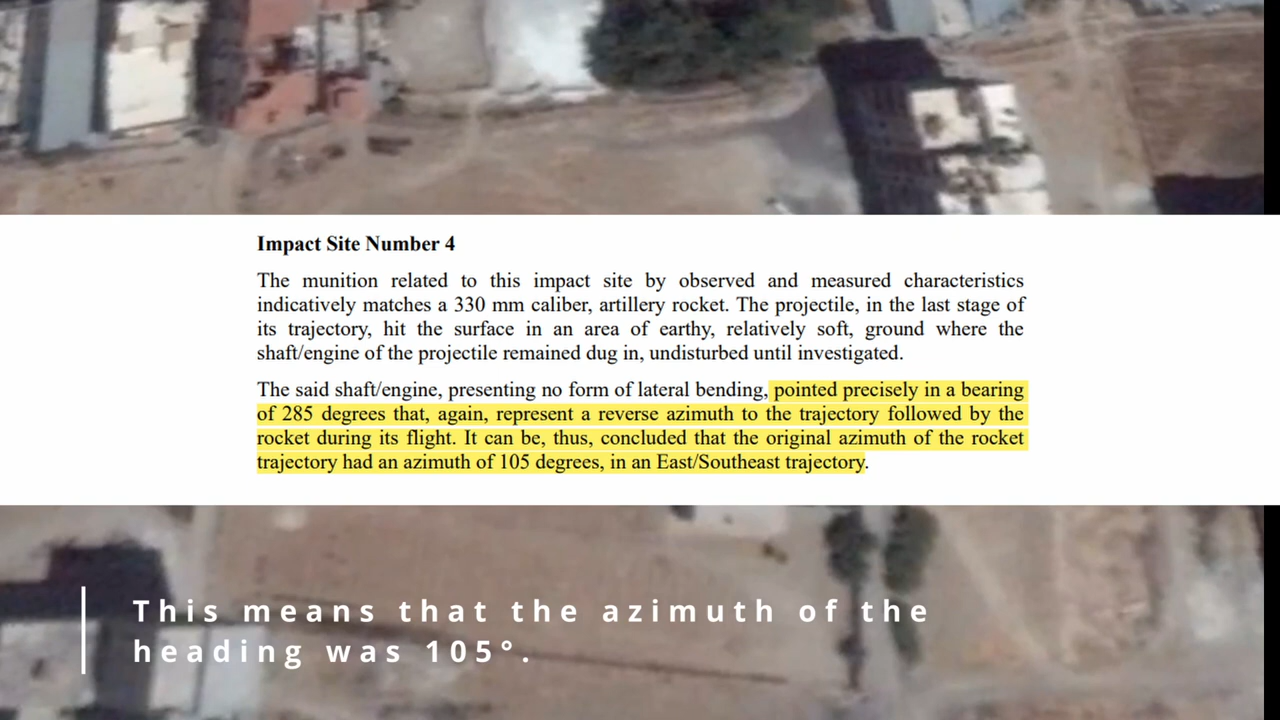 Impact Site Number 4
The munition related to this impact site by observed and measured characteristics
indicatively matches a 330 mm caliber, artillery rocket. The projectile, in the last stage of
its trajectory, hit the surface in an area of earthy, relatively soft, ground where the
shaft/engine of the projectile remained dug in, undisturbed until investigated.
The said shaft/engine, presenting no form of lateral bending, pointed precisely in a bearing
of 285 degrees that, again, represent a reverse azimuth to the trajectory followed by the
rocket during its flight. It can be, thus, concluded that the original azimuth of the rocket
trajectory had an azimuth of 105 degrees, in an East/Southeast trajectory.
This means that the azimuth of the
heading was 105°.